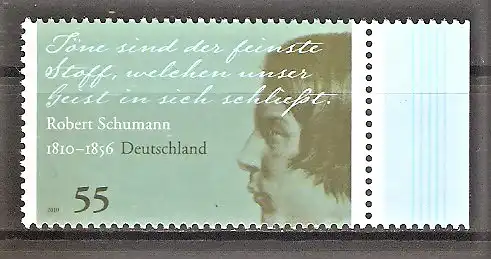 Töne sind der feinste
Stoff, welchen unser
Geist in sich schließt.
Robert Schumann
1810–1856 Deutschland
2010 55